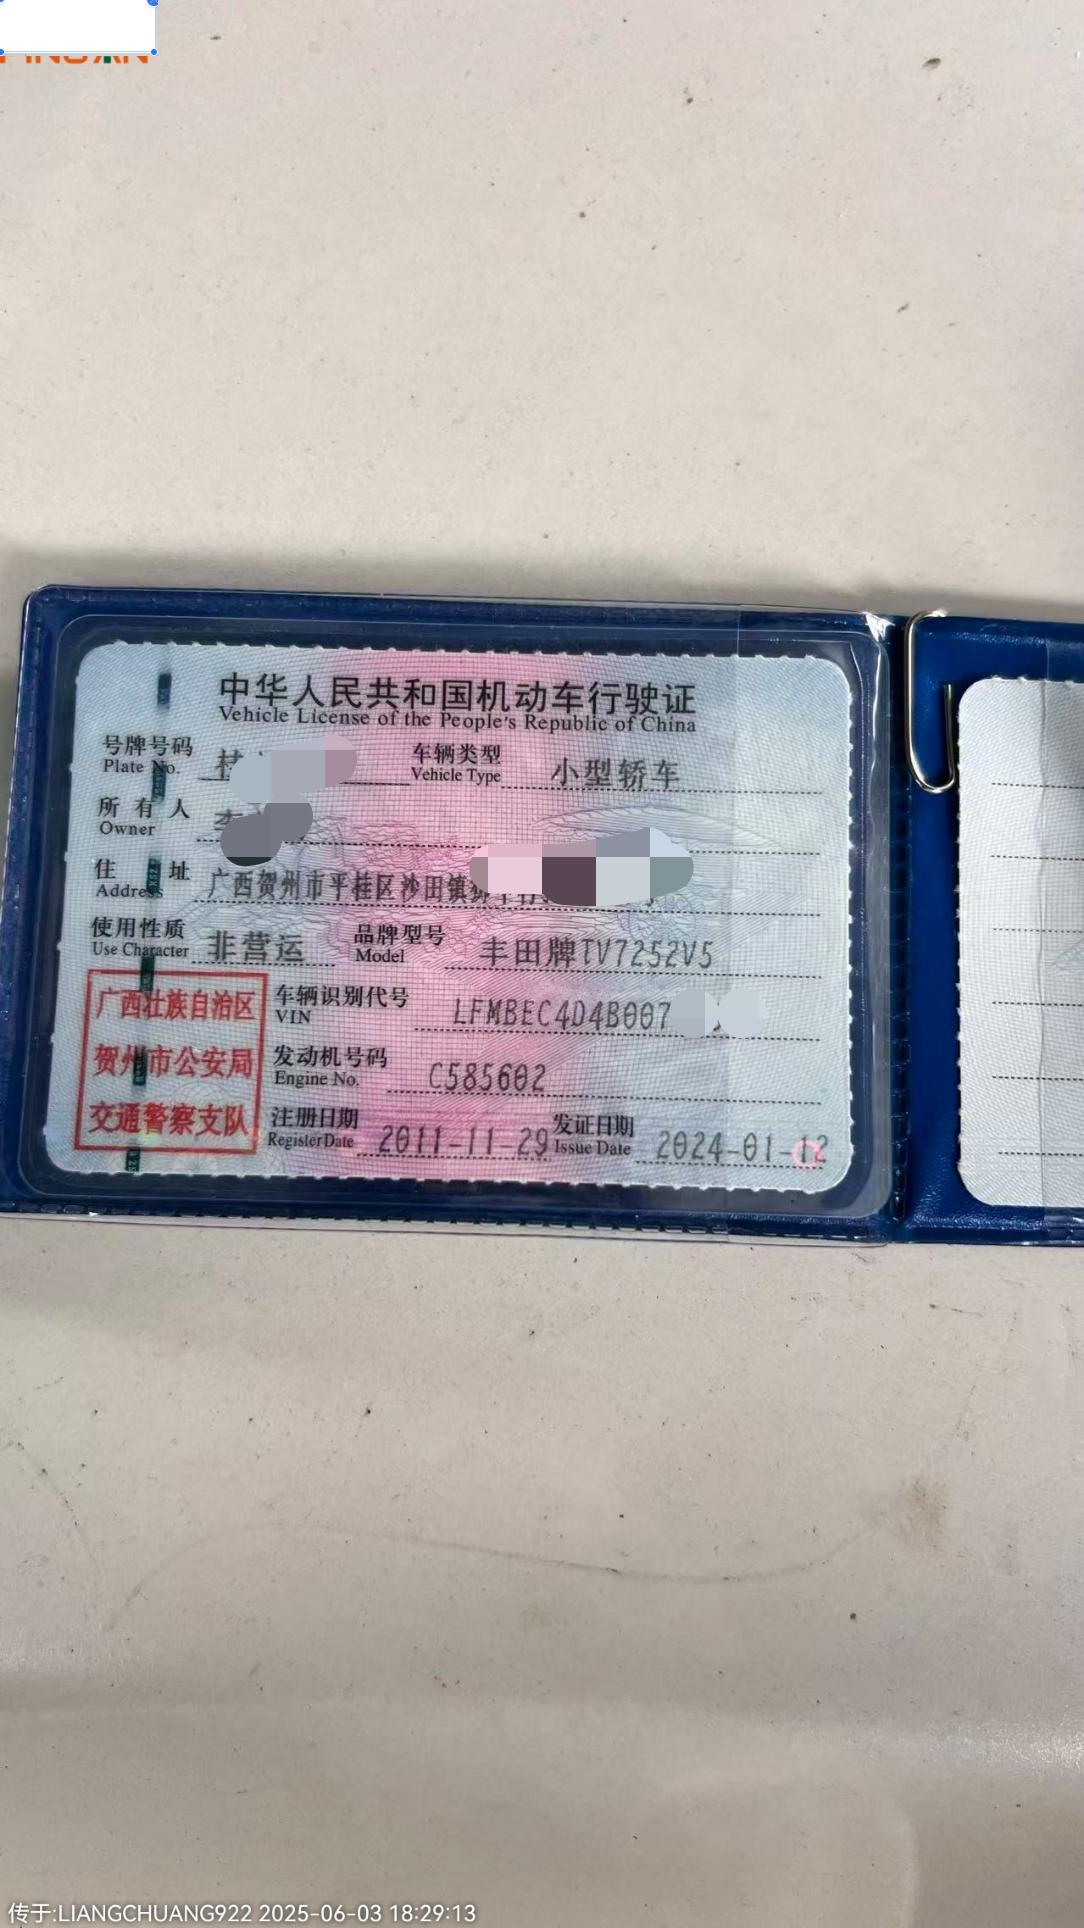 中华人民共和国机动车行驶证
Vehicle License of the People's Republic of China
号牌号码 桂 车辆类型 小型轿车
Plate No. Vehicle Type
所有人 李
Owner
住址 广西贺州市平桂区沙田镇狮
Address
使用性质 非营运 品牌型号 丰田牌TV7252V5
Use Character Model
广西壮族自治区
贺州市公安局
交通警察支队
车辆识别代号 LFMBEC4D4B007
VIN
发动机号码 C585602
Engine No.
注册日期 2011-11-29 发证日期 2024-01-12
Register Date Issue Date
传于:LIANGCHUANG922 2025-06-03 18:29:13